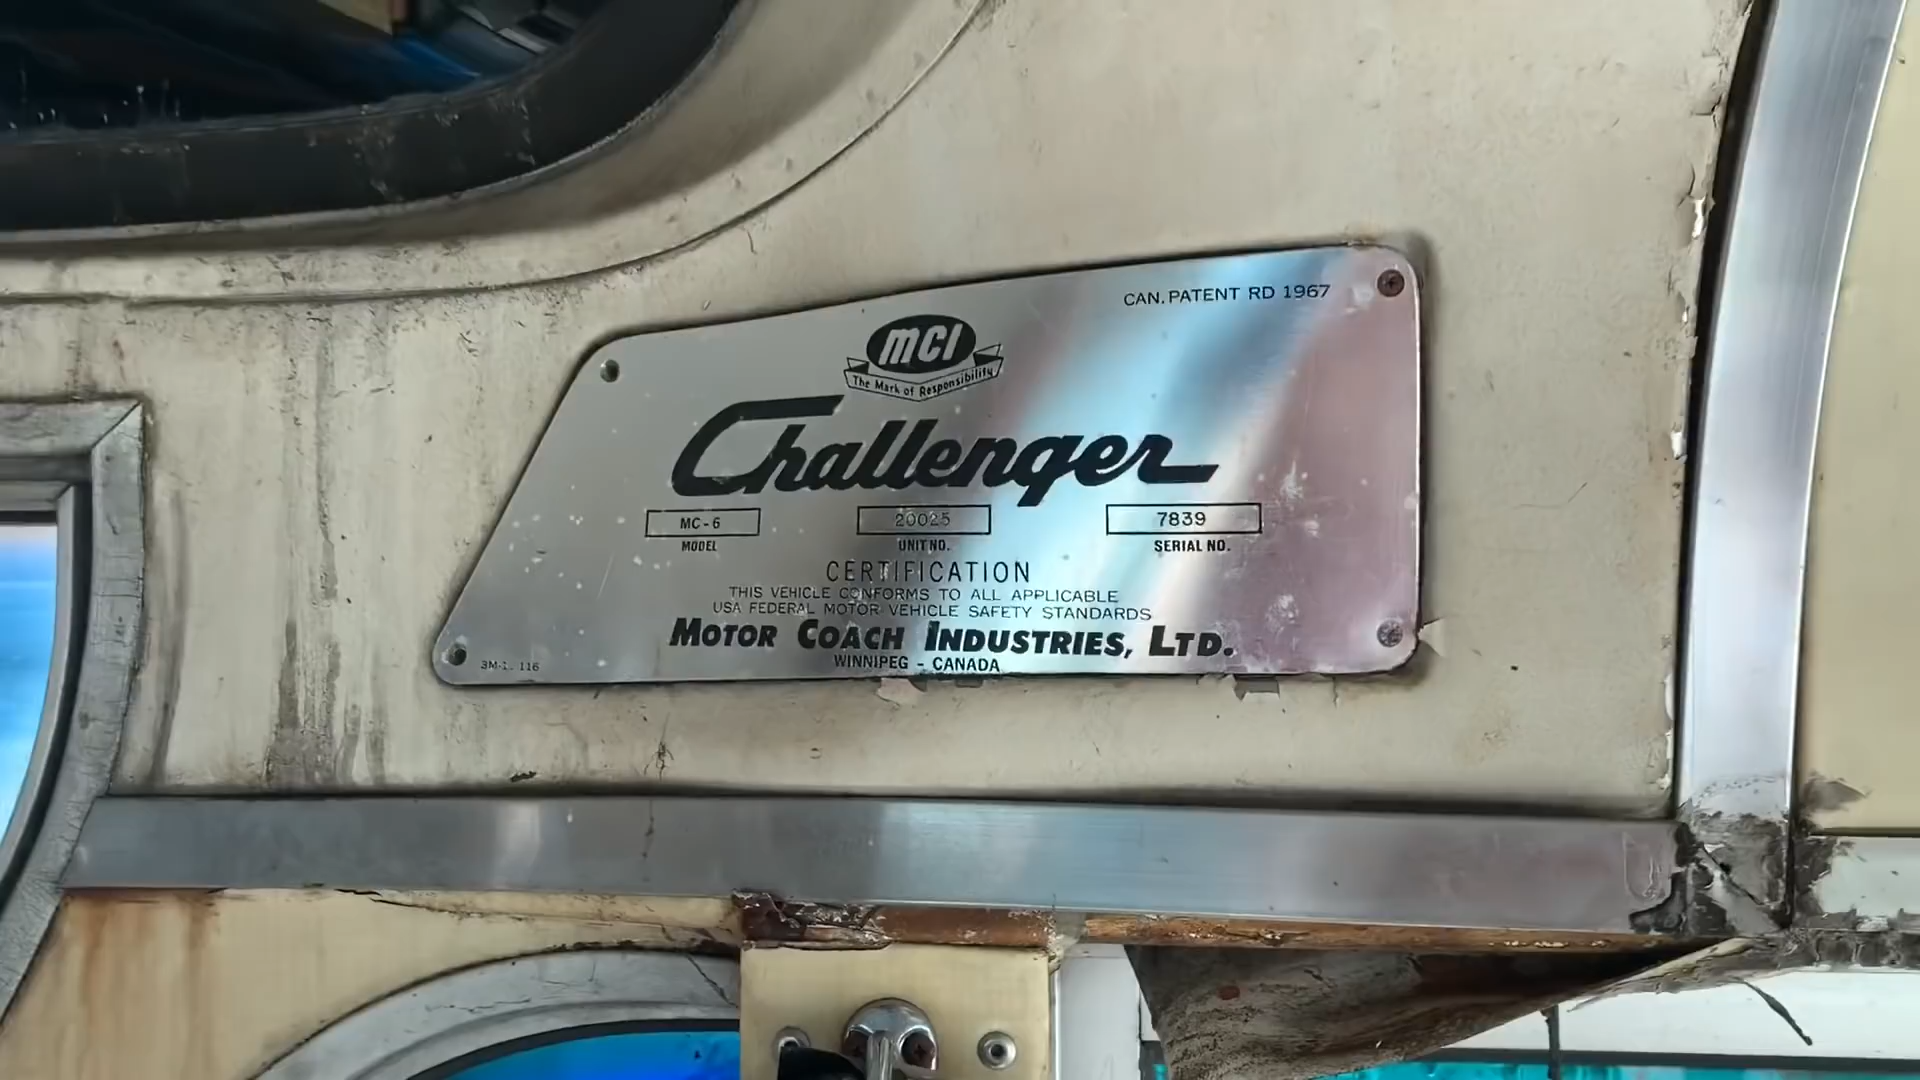 CAN. PATENT RD 1967
MCI
The Mark of Responsibility
Challenger
MC-6 20025 7839
MODEL UNIT NO. SERIAL NO.
CERTIFICATION
THIS VEHICLE CONFORMS TO ALL APPLICABLE
USA FEDERAL MOTOR VEHICLE SAFETY STANDARDS
MOTOR COACH INDUSTRIES, LTD.
WINNIPEG - CANADA
116